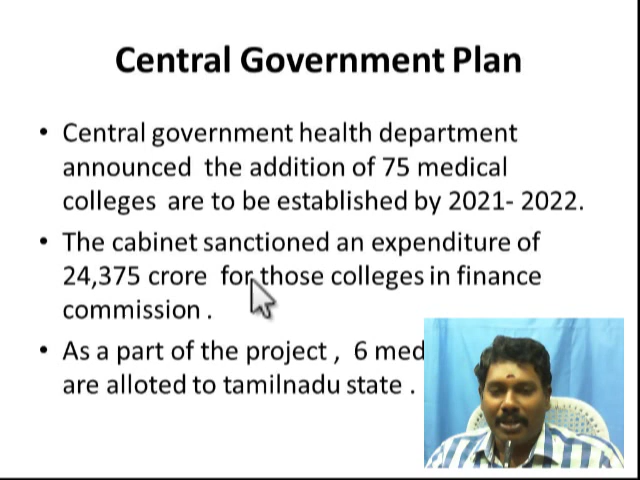 Central Government Plan
• Central government health department
announced the addition of 75 medical
colleges are to be established by 2021- 2022.
• The cabinet sanctioned an expenditure of
24,375 crore for those colleges in finance
commission .
• As a part of the project , 6 med
are alloted to tamilnadu state .